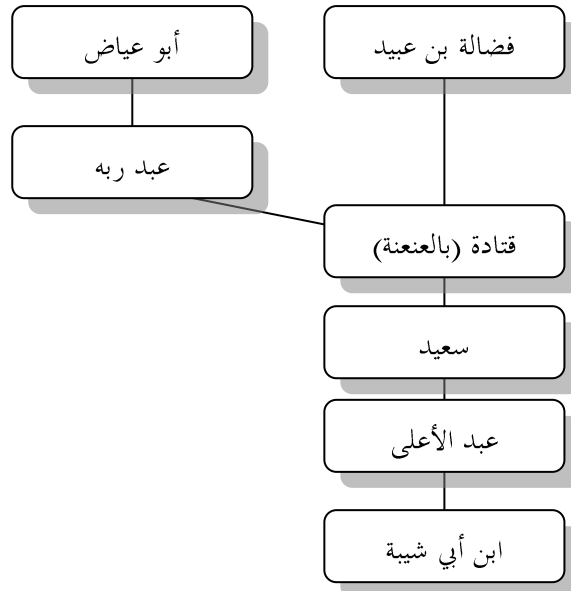 فضالة بن عبيد
أبو عياض
عبد ربه
قتادة (بالعنعنة)
سعيد
عبد الأعلى
ابن أبي شيبة